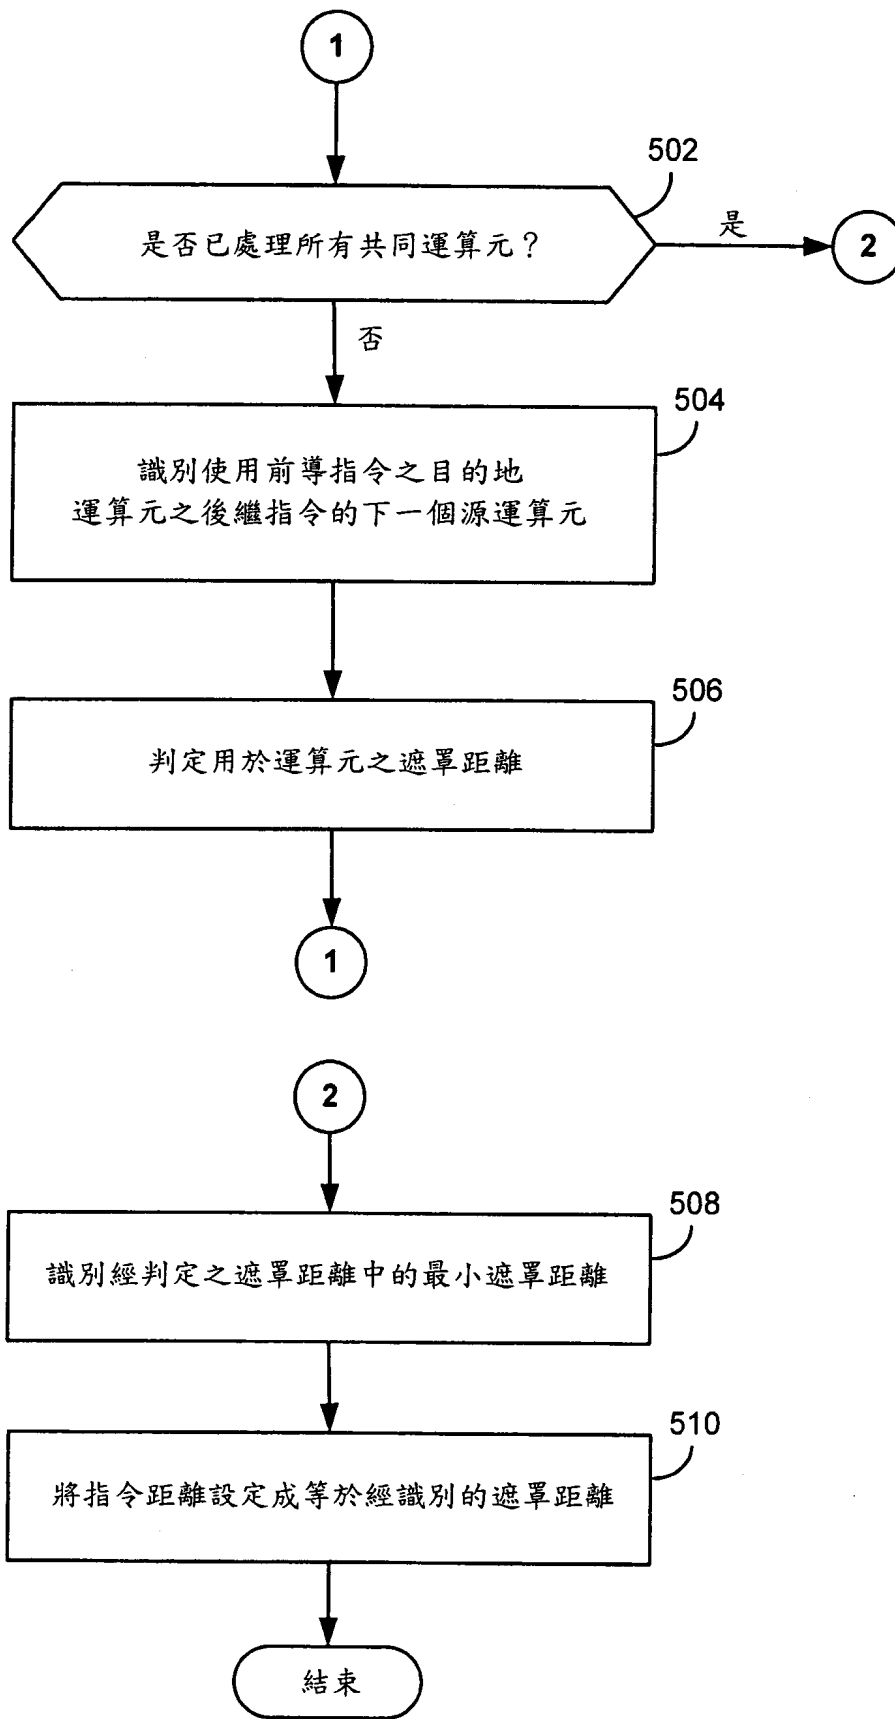 1
502
是否已處理所有共同運算元？
是
2
否
504
識別使用前導指令之目的地
運算元之後繼指令的下一個源運算元
506
判定用於運算元之遮罩距離
1
2
508
識別經判定之遮罩距離中的最小遮罩距離
510
將指令距離設定成等於經識別的遮罩距離
結束